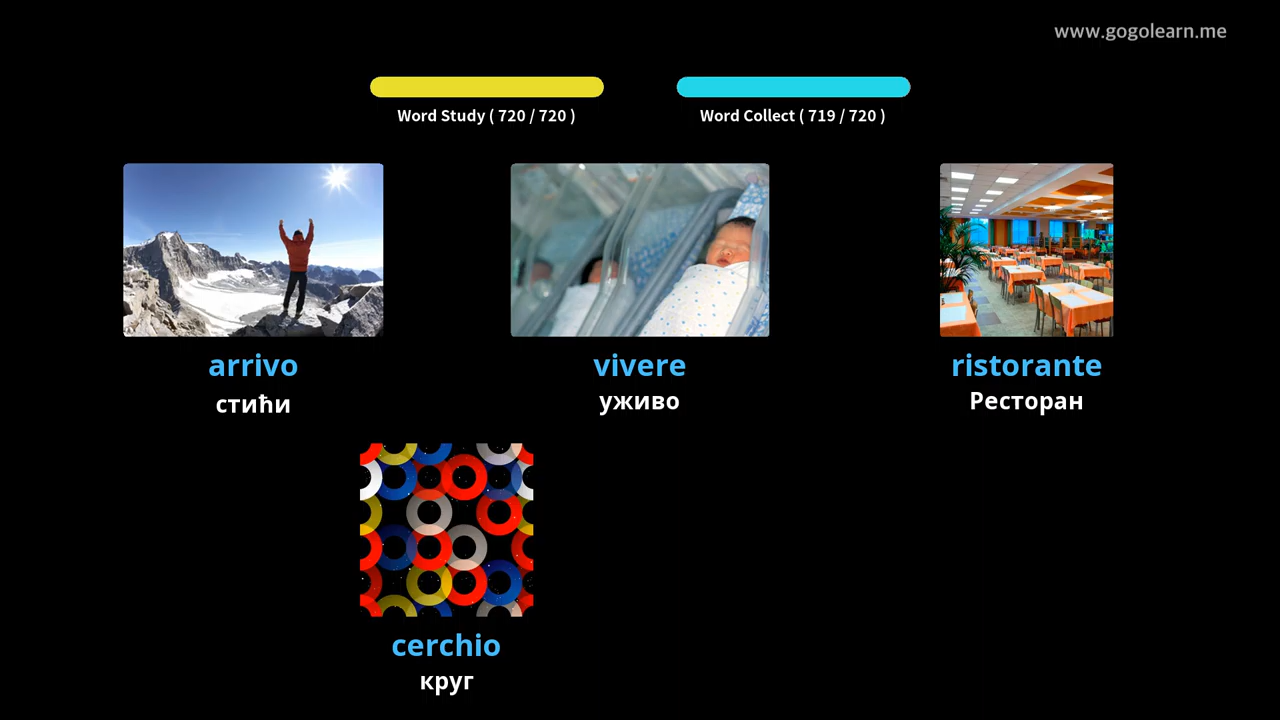 www.gogolearn.me
Word Study ( 720 / 720 )
Word Collect ( 719 / 720 )
arrivo
стићи
vivere
уживо
ristorante
Ресторан
cerchio
круг